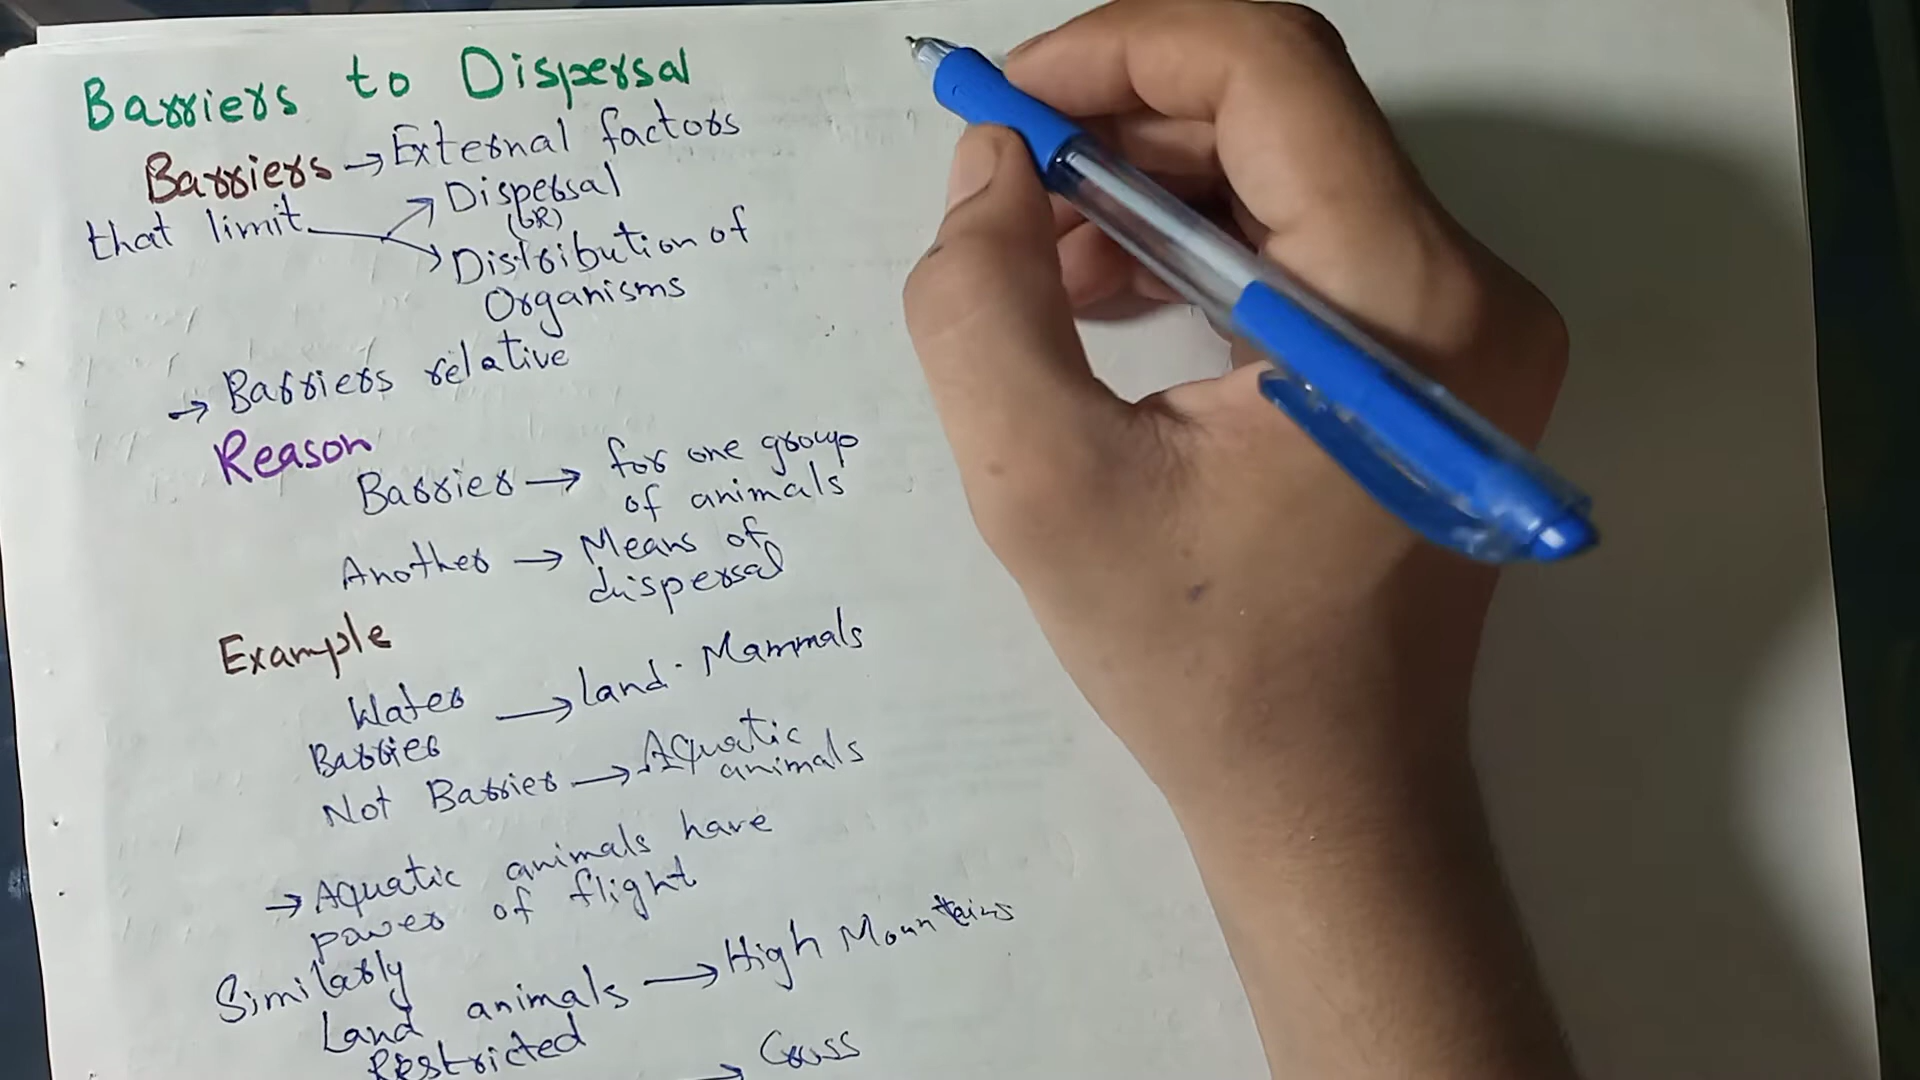 Barriers to Dispersal
Barriers → External factors
that limit → Dispersal
(OR)
→ Distribution of
Organisms
→ Barriers relative
Reason
Barrier → for one group
of animals
Another → Means of
dispersal
Example
Water → Land. Mammals
Barrier
Not Barrier → Aquatic
animals
→ Aquatic animals have
power of flight
Similarly
Land animals → High Mountains
Restricted
→ Cross